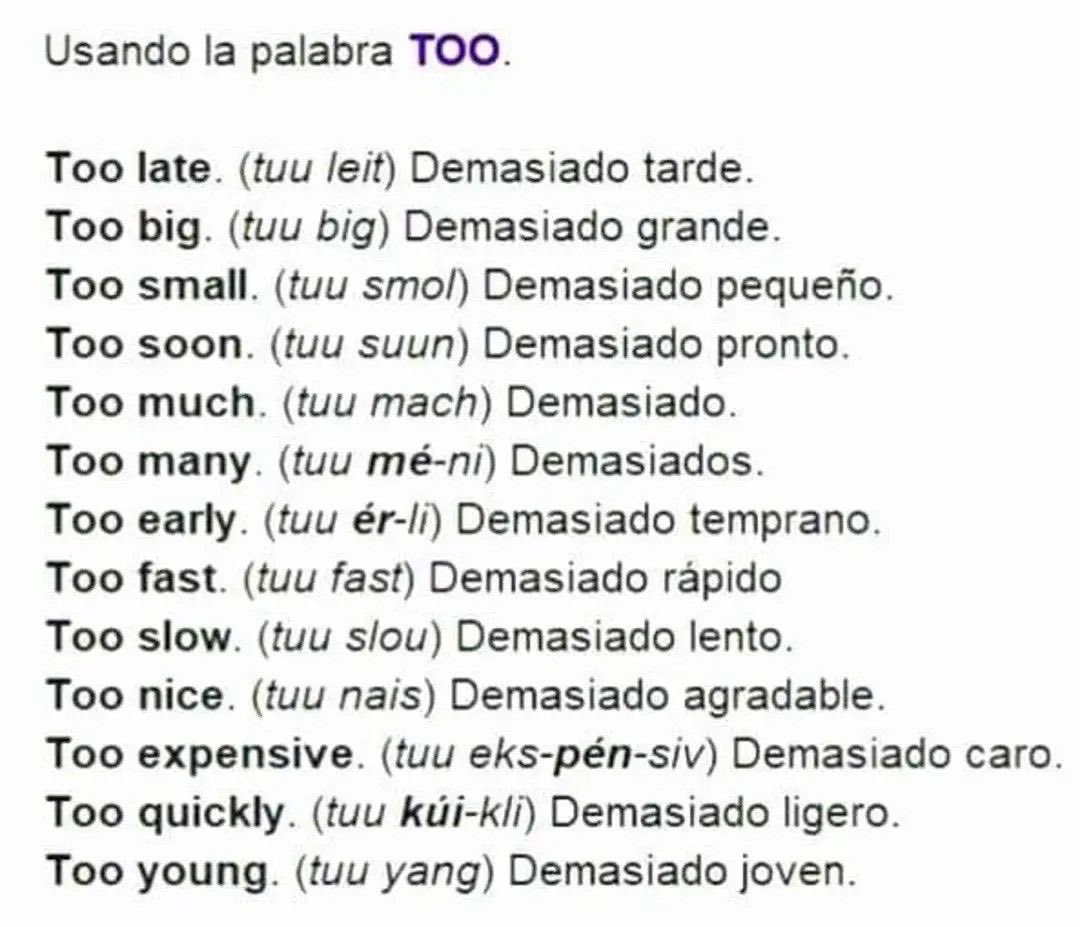 Usando la palabra TOO.
Too late. (tuu leit) Demasiado tarde.
Too big. (tuu big) Demasiado grande.
Too small. (tuu smol) Demasiado pequeño.
Too soon. (tuu suun) Demasiado pronto.
Too much. (tuu mach) Demasiado.
Too many. (tuu mé-ni) Demasiados.
Too early. (tuu ér-li) Demasiado temprano.
Too fast. (tuu fast) Demasiado rápido
Too slow. (tuu slou) Demasiado lento.
Too nice. (tuu nais) Demasiado agradable.
Too expensive. (tuu eks-pén-siv) Demasiado caro.
Too quickly. (tuu kúi-kli) Demasiado ligero.
Too young. (tuu yang) Demasiado joven.